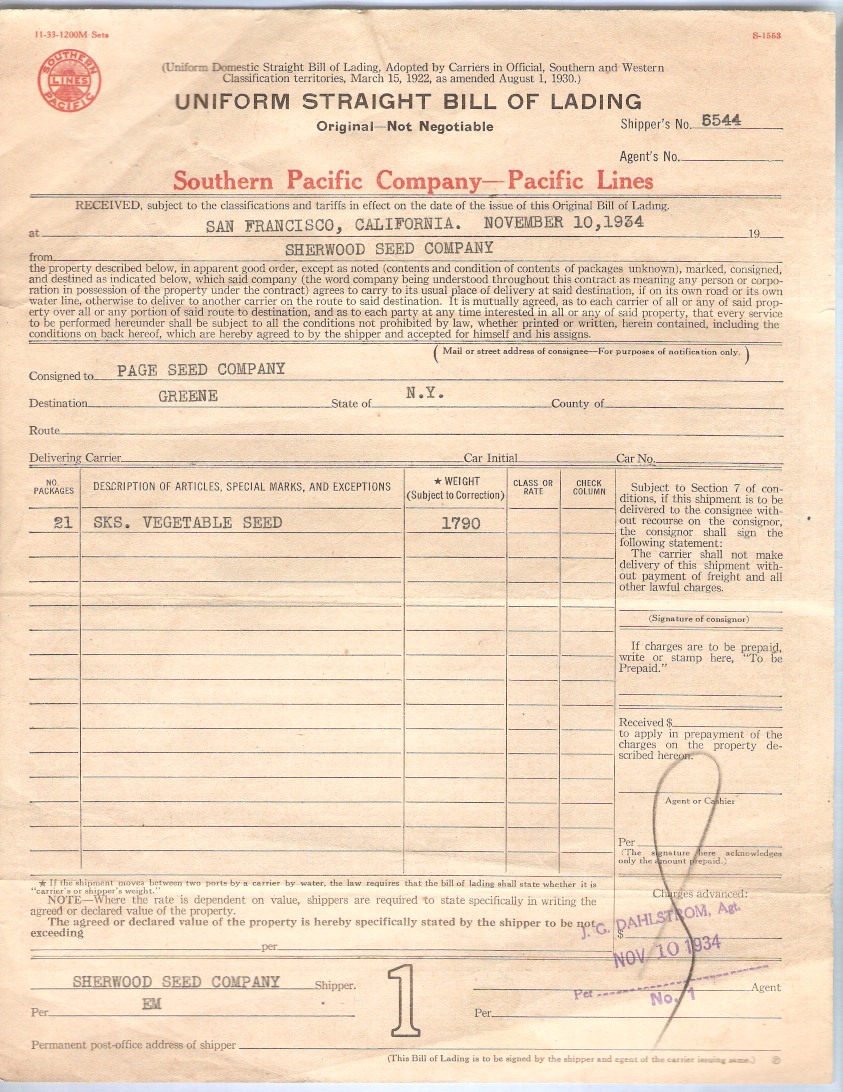 11-33-1200M Sets
S-1553
SOUTHERN
LINES
PACIFIC
(Uniform Domestic Straight Bill of Lading, Adopted by Carriers in Official, Southern and Western
Classification territories, March 15, 1922, as amended August 1, 1930.)
UNIFORM STRAIGHT BILL OF LADING
Original—Not Negotiable
Shipper's No. 5544
Agent's No.
Southern Pacific Company—Pacific Lines
RECEIVED, subject to the classifications and tariffs in effect on the date of the issue of this Original Bill of Lading.
at SAN FRANCISCO, CALIFORNIA. NOVEMBER 10,1934 19
from SHERWOOD SEED COMPANY
the property described below, in apparent good order, except as noted (contents and condition of contents of packages unknown), marked, consigned,
and destined as indicated below, which said company (the word company being understood throughout this contract as meaning any person or corpo-
ration in possession of the property under the contract) agrees to carry to its usual place of delivery at said destination, if on its own road or its own
water line, otherwise to deliver to another carrier on the route to said destination. It is mutually agreed, as to each carrier of all or any of said prop-
erty over all or any portion of said route to destination, and as to each party at any time interested in all or any of said property, that every service
to be performed hereunder shall be subject to all the conditions not prohibited by law, whether printed or written, herein contained, including the
conditions on back hereof, which are hereby agreed to by the shipper and accepted for himself and his assigns.
(Mail or street address of consignee—For purposes of notification only.)
Consigned to PAGE SEED COMPANY
Destination GREENE State of N.Y. County of
Route
Delivering Carrier Car Initial Car No.
NO. PACKAGES
DESCRIPTION OF ARTICLES, SPECIAL MARKS, AND EXCEPTIONS
★ WEIGHT
(Subject to Correction)
CLASS OR RATE
CHECK COLUMN
21 SKS. VEGETABLE SEED 1790
Subject to Section 7 of con-
ditions, if this shipment is to be
delivered to the consignee with-
out recourse on the consignor,
the consignor shall sign the
following statement:
The carrier shall not make
delivery of this shipment with-
out payment of freight and all
other lawful charges.
(Signature of consignor)
If charges are to be prepaid,
write or stamp here, "To be
Prepaid."
Received $
to apply in prepayment of the
charges on the property de-
scribed hereon.
Agent or Cashier
Per
(The signature here acknowledges
only the amount prepaid.)
Charges advanced:
$
★ If the shipment moves between two ports by a carrier by water, the law requires that the bill of lading shall state whether it is
"carrier's or shipper's weight."
NOTE—Where the rate is dependent on value, shippers are required to state specifically in writing the
agreed or declared value of the property.
The agreed or declared value of the property is hereby specifically stated by the shipper to be not
exceeding
per
J. G. DAHLSTROM, Agt.
NOV 10 1934
Per
No. 1
SHERWOOD SEED COMPANY Shipper.
Per EM
1
Agent
Per
Permanent post-office address of shipper
(This Bill of Lading is to be signed by the shipper and agent of the carrier issuing same.)